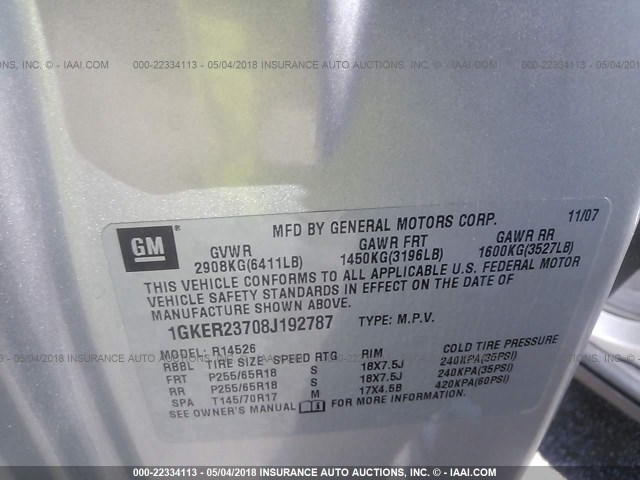 ANCE AUCTIONS, INC. - IAAI.COM 000-22334113 - 05/04/2018 INSURANCE AUTO AUCTIONS, INC. - IAAI.COM 000-22334113 - 05/04/
GM ®
MFD BY GENERAL MOTORS CORP. 11/07
GVWR GAWR FRT GAWR RR
2908KG(6411LB) 1450KG(3196LB) 1600KG(3527LB)
THIS VEHICLE CONFORMS TO ALL APPLICABLE U.S. FEDERAL MOTOR
VEHICLE SAFETY STANDARDS IN EFFECT ON THE DATE OF
MANUFACTURE SHOWN ABOVE.
1GKER23708J192787 TYPE: M.P.V.
MODEL: R14526
RBBL TIRE SIZE SPEED RTG RIM COLD TIRE PRESSURE
FRT P255/65R18 S 18X7.5J 240KPA(35PSI)
RR P255/65R18 S 18X7.5J 240KPA(35PSI)
SPA T145/70R17 M 17X4.5B 420KPA(60PSI)
SEE OWNER'S MANUAL FOR MORE INFORMATION.
000-22334113 - 05/04/2018 INSURANCE AUTO AUCTIONS, INC. - IAAI.COM